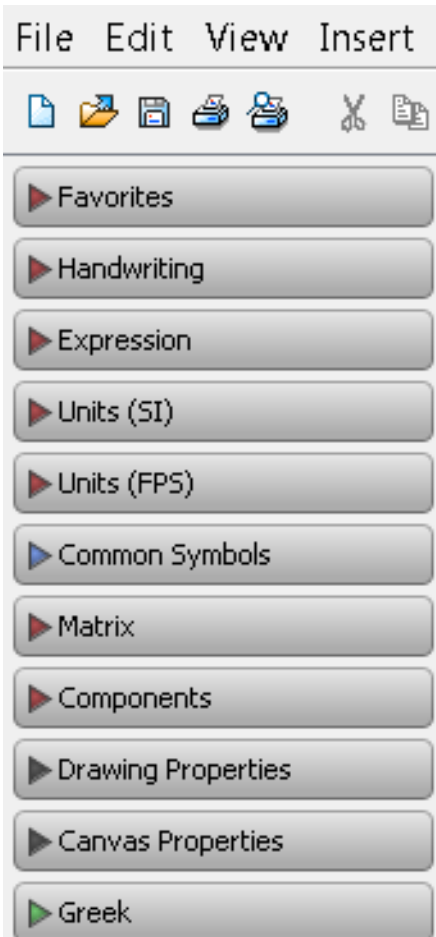 File Edit View Insert
Favorites
Handwriting
Expression
Units (SI)
Units (FPS)
Common Symbols
Matrix
Components
Drawing Properties
Canvas Properties
Greek